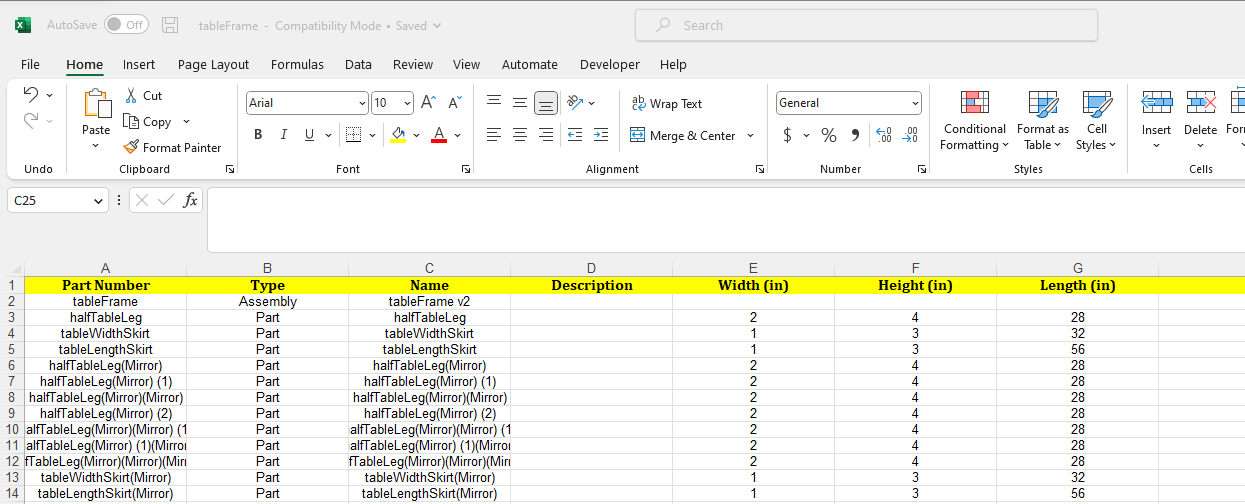 AutoSave Off tableFrame - Compatibility Mode • Saved Search
File Home Insert Page Layout Formulas Data Review View Automate Developer Help
Cut
Arial 10 A A ab Wrap Text General
Copy
Paste Conditional Format as Cell Insert Delete
B I U A Merge & Center $ % , .00 .00
Format Painter Formatting Table Styles
Undo Clipboard Font Alignment Number Styles Cells
C25 fx
A B C D E F G
1 Part Number Type Name Description Width (in) Height (in) Length (in)
2 tableFrame Assembly tableFrame v2
3 halfTableLeg Part halfTableLeg 2 4 28
4 tableWidthSkirt Part tableWidthSkirt 1 3 32
5 tableLengthSkirt Part tableLengthSkirt 1 3 56
6 halfTableLeg(Mirror) Part halfTableLeg(Mirror) 2 4 28
7 halfTableLeg(Mirror) (1) Part halfTableLeg(Mirror) (1) 2 4 28
8 halfTableLeg(Mirror)(Mirror) Part halfTableLeg(Mirror)(Mirror) 2 4 28
9 halfTableLeg(Mirror) (2) Part halfTableLeg(Mirror) (2) 2 4 28
10 alfTableLeg(Mirror)(Mirror) (1 Part alfTableLeg(Mirror)(Mirror) (1 2 4 28
11 alfTableLeg(Mirror) (1)(Mirror Part alfTableLeg(Mirror) (1)(Mirror 2 4 28
12 fTableLeg(Mirror)(Mirror)(Mirr Part fTableLeg(Mirror)(Mirror)(Mirr 2 4 28
13 tableWidthSkirt(Mirror) Part tableWidthSkirt(Mirror) 1 3 32
14 tableLengthSkirt(Mirror) Part tableLengthSkirt(Mirror) 1 3 56